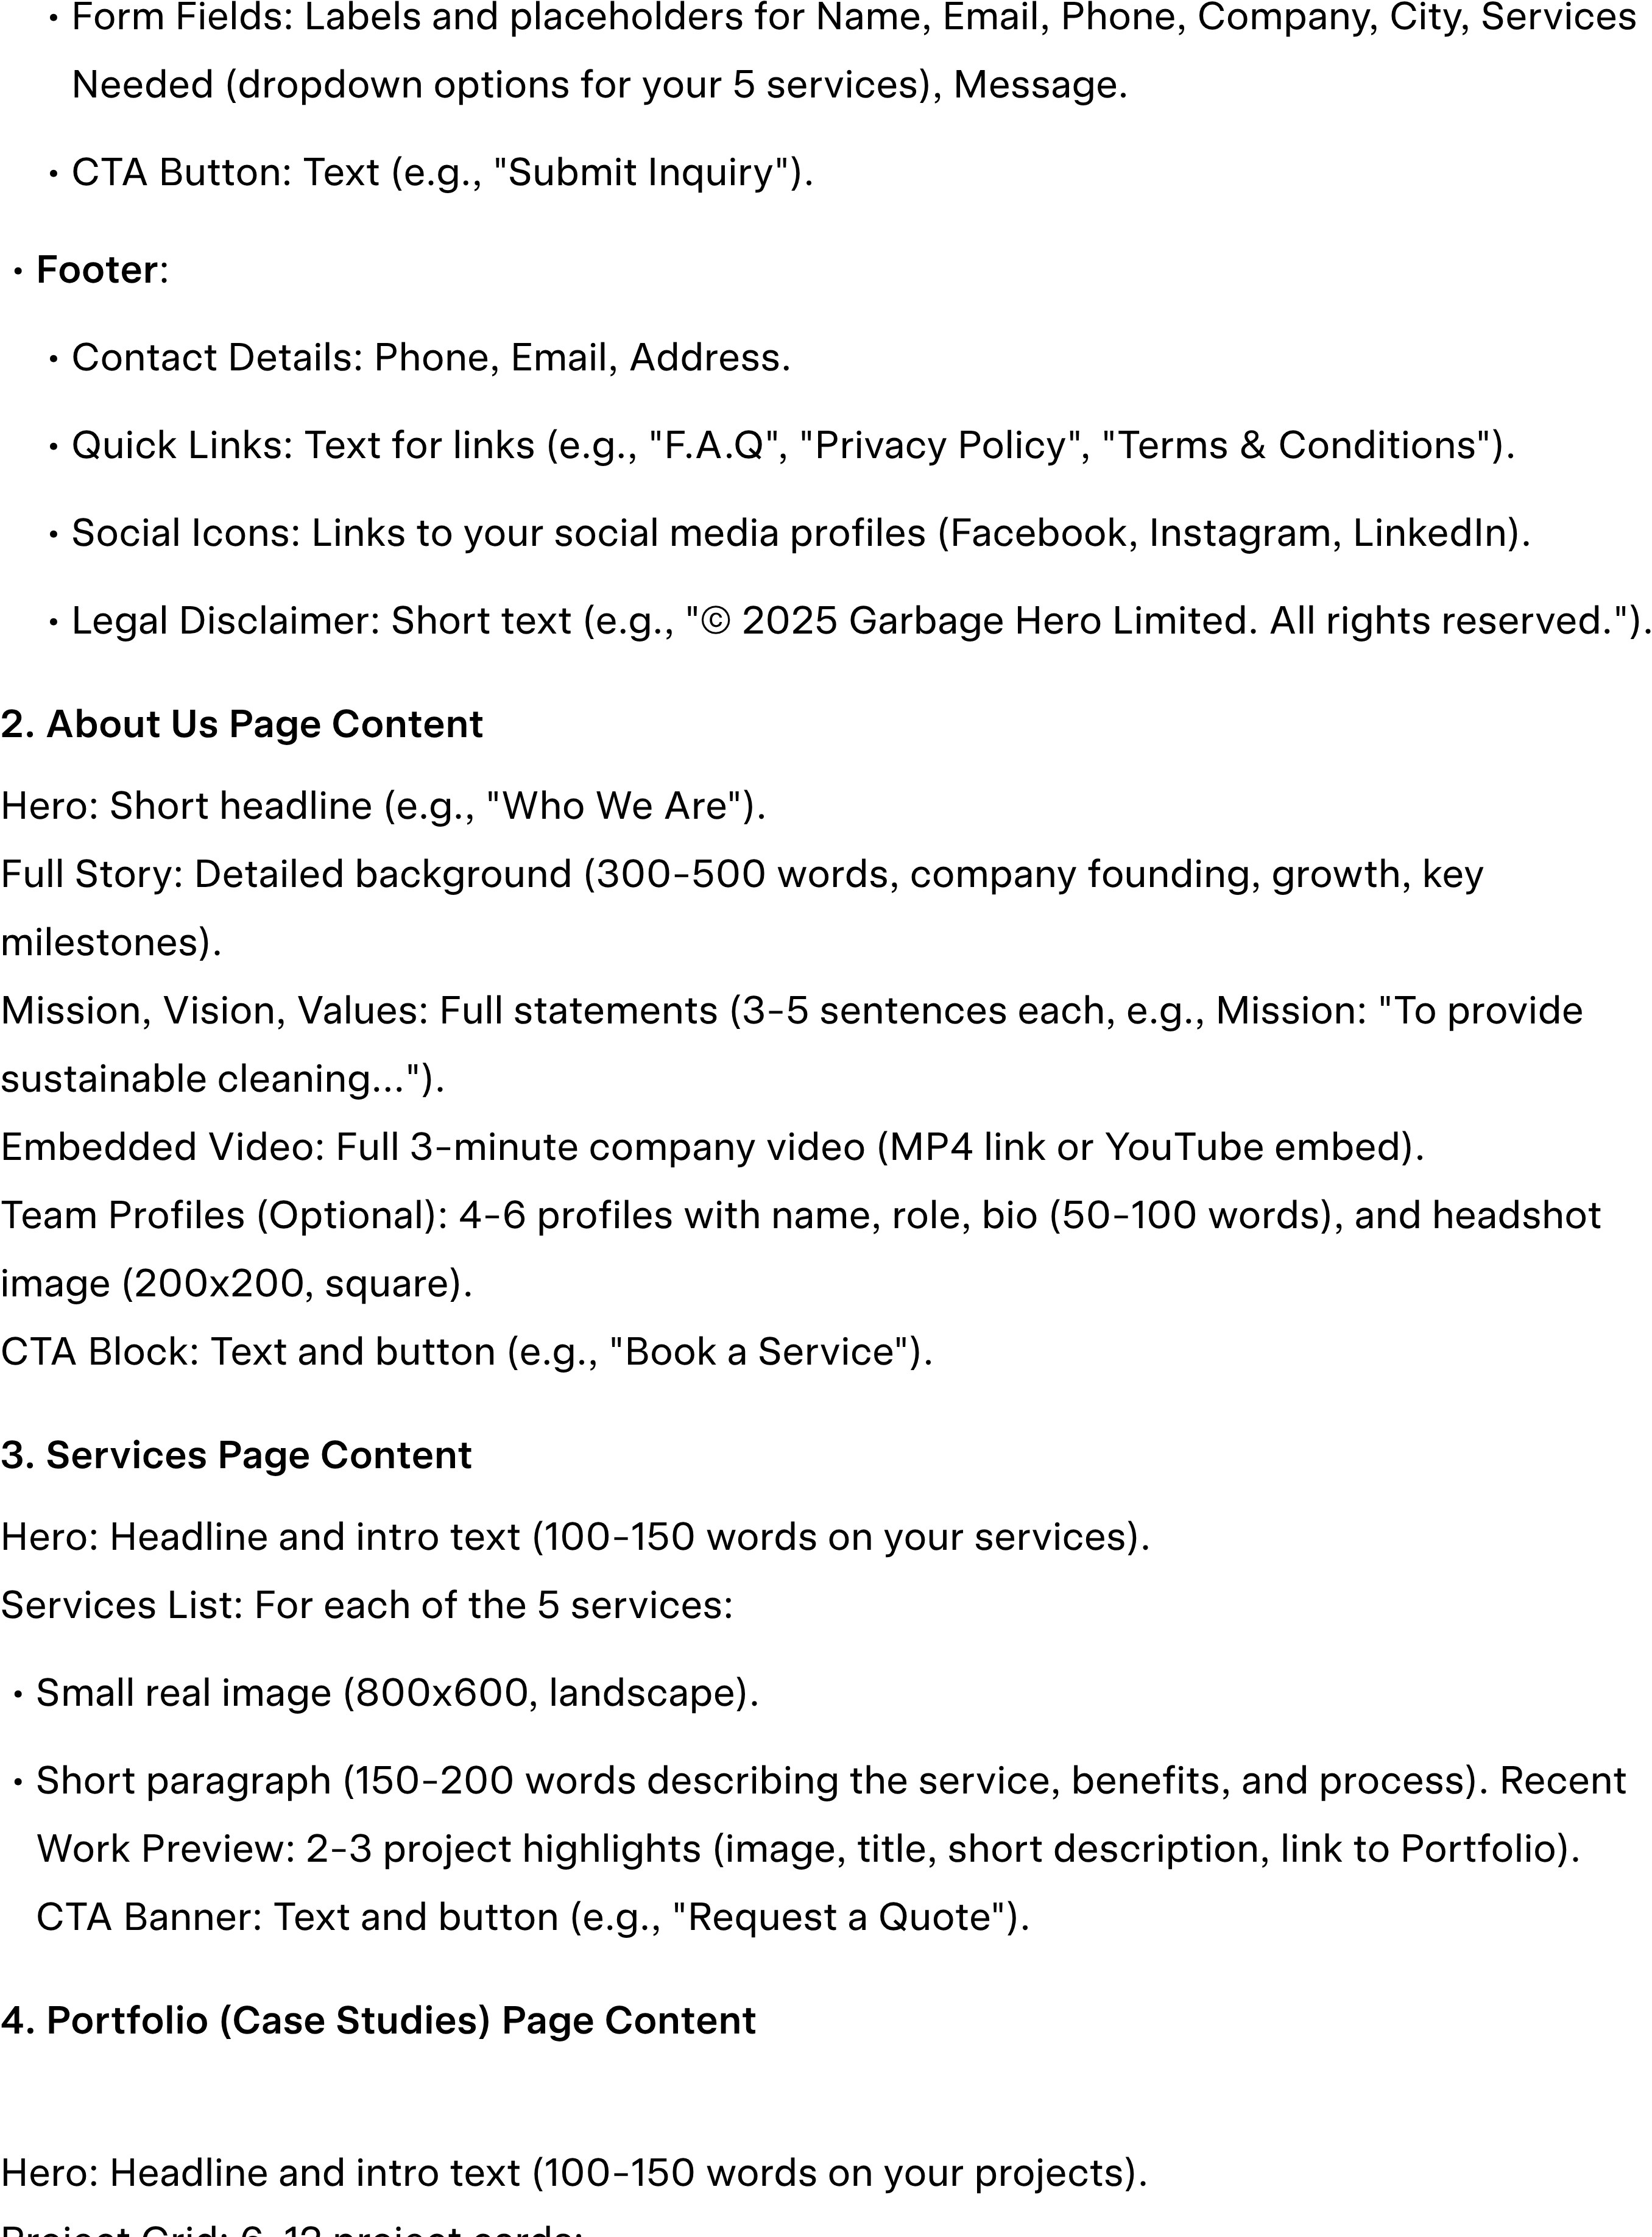 • Form Fields: Labels and placeholders for Name, Email, Phone, Company, City, Services
Needed (dropdown options for your 5 services), Message.
• CTA Button: Text (e.g., "Submit Inquiry").
• Footer:
• Contact Details: Phone, Email, Address.
• Quick Links: Text for links (e.g., "F.A.Q", "Privacy Policy", "Terms & Conditions").
• Social Icons: Links to your social media profiles (Facebook, Instagram, LinkedIn).
• Legal Disclaimer: Short text (e.g., "© 2025 Garbage Hero Limited. All rights reserved.").
2. About Us Page Content
Hero: Short headline (e.g., "Who We Are").
Full Story: Detailed background (300-500 words, company founding, growth, key
milestones).
Mission, Vision, Values: Full statements (3-5 sentences each, e.g., Mission: "To provide
sustainable cleaning...").
Embedded Video: Full 3-minute company video (MP4 link or YouTube embed).
Team Profiles (Optional): 4-6 profiles with name, role, bio (50-100 words), and headshot
image (200x200, square).
CTA Block: Text and button (e.g., "Book a Service").
3. Services Page Content
Hero: Headline and intro text (100-150 words on your services).
Services List: For each of the 5 services:
• Small real image (800x600, landscape).
• Short paragraph (150-200 words describing the service, benefits, and process). Recent
Work Preview: 2-3 project highlights (image, title, short description, link to Portfolio).
CTA Banner: Text and button (e.g., "Request a Quote").
4. Portfolio (Case Studies) Page Content
Hero: Headline and intro text (100-150 words on your projects).
Project Grid: 6-12 project cards: